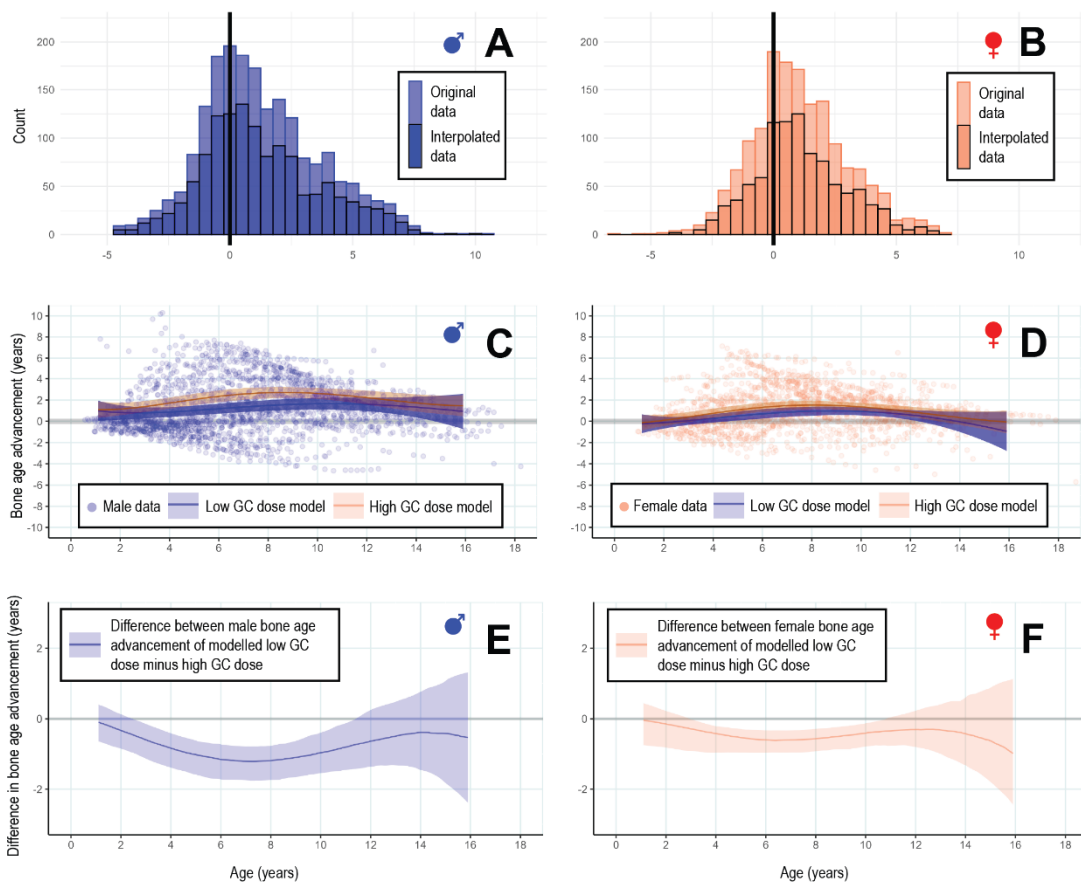 A
B
200
150
100
50
0
Count
Original
data
Interpolated
data
-5
0
5
10
200
150
100
50
0
Original
data
Interpolated
data
-5
0
5
10
C
D
Bone age advancement (years)
10
8
6
4
2
0
-2
-4
-6
-8
-10
Male data
Low GC dose model
High GC dose model
0
2
4
6
8
10
12
14
16
18
10
8
6
4
2
0
-2
-4
-6
-8
-10
Female data
Low GC dose model
High GC dose model
0
2
4
6
8
10
12
14
16
18
E
F
Difference in bone age advancement (years)
2
0
-2
Difference between male bone age
advancement of modelled low GC
dose minus high GC dose
0
2
4
6
8
10
12
14
16
18
Age (years)
2
0
-2
Difference between female bone age
advancement of modelled low GC
dose minus high GC dose
0
2
4
6
8
10
12
14
16
18
Age (years)